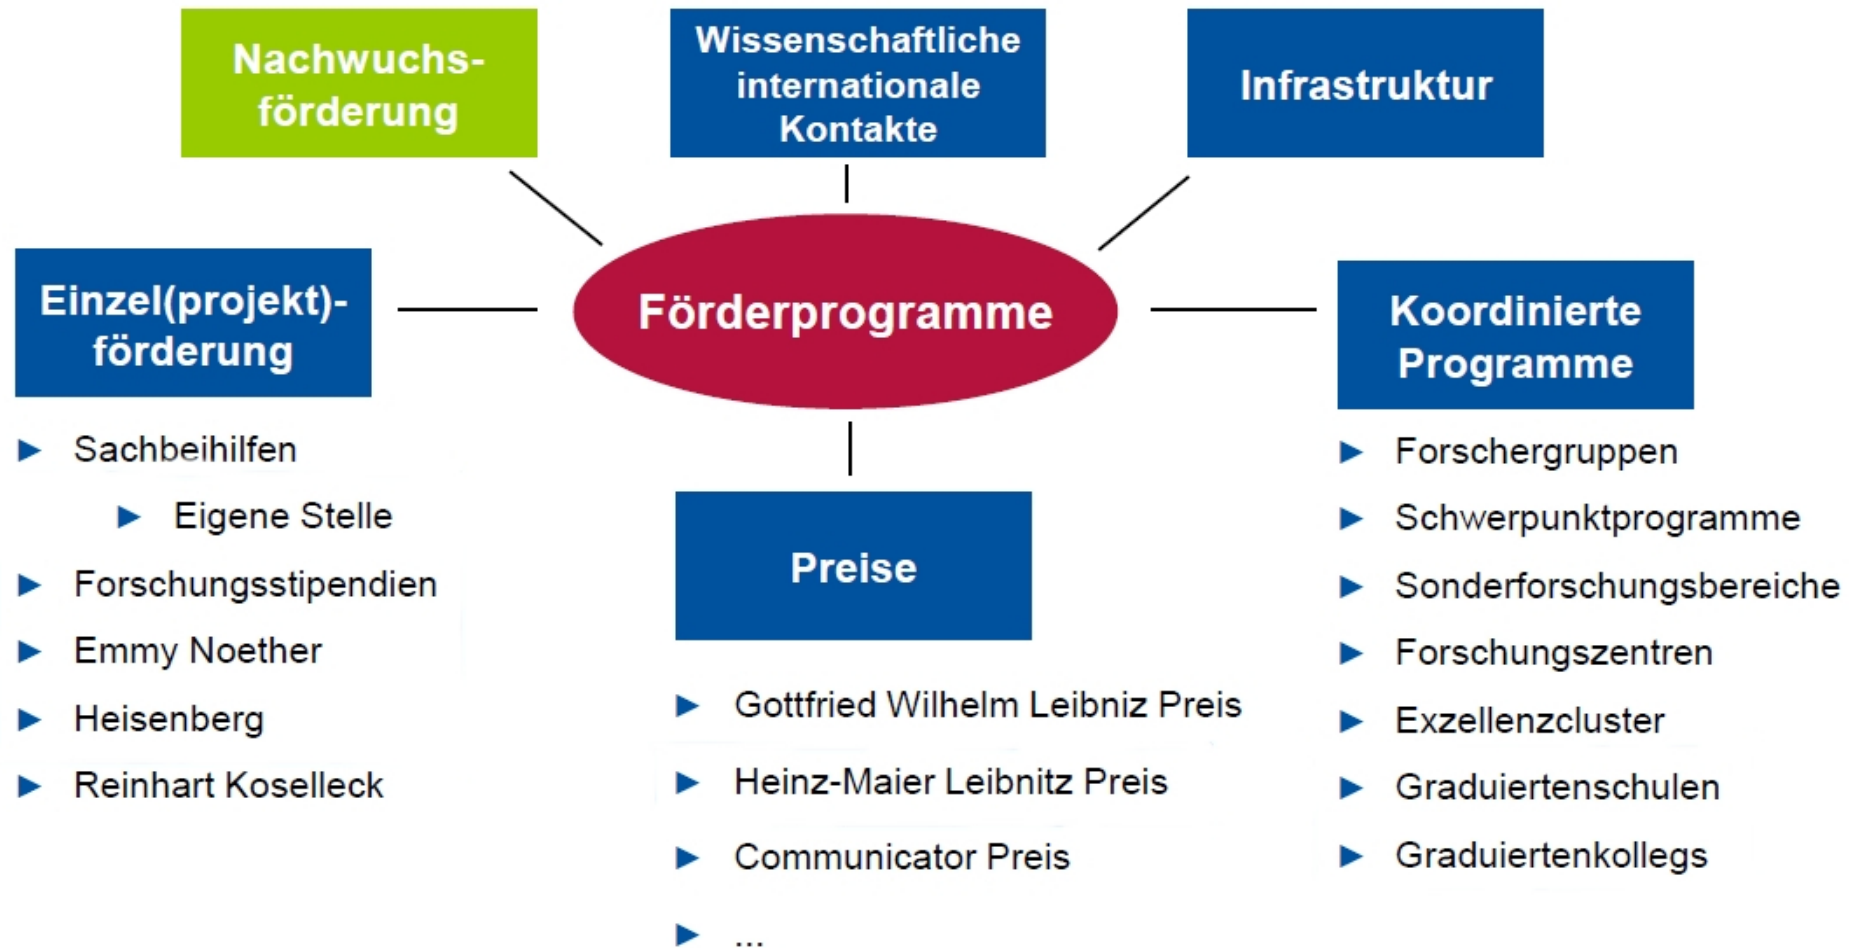 Nachwuchs-
förderung
Wissenschaftliche
internationale
Kontakte
Infrastruktur
Einzel(projekt)-
förderung
Förderprogramme
Koordinierte
Programme
Sachbeihilfen
Eigene Stelle
Forschungsstipendien
Emmy Noether
Heisenberg
Reinhart Koselleck
Preise
Gottfried Wilhelm Leibniz Preis
Heinz-Maier Leibnitz Preis
Communicator Preis
...
Forschergruppen
Schwerpunktprogramme
Sonderforschungsbereiche
Forschungszentren
Exzellenzcluster
Graduiertenschulen
Graduiertenkollegs